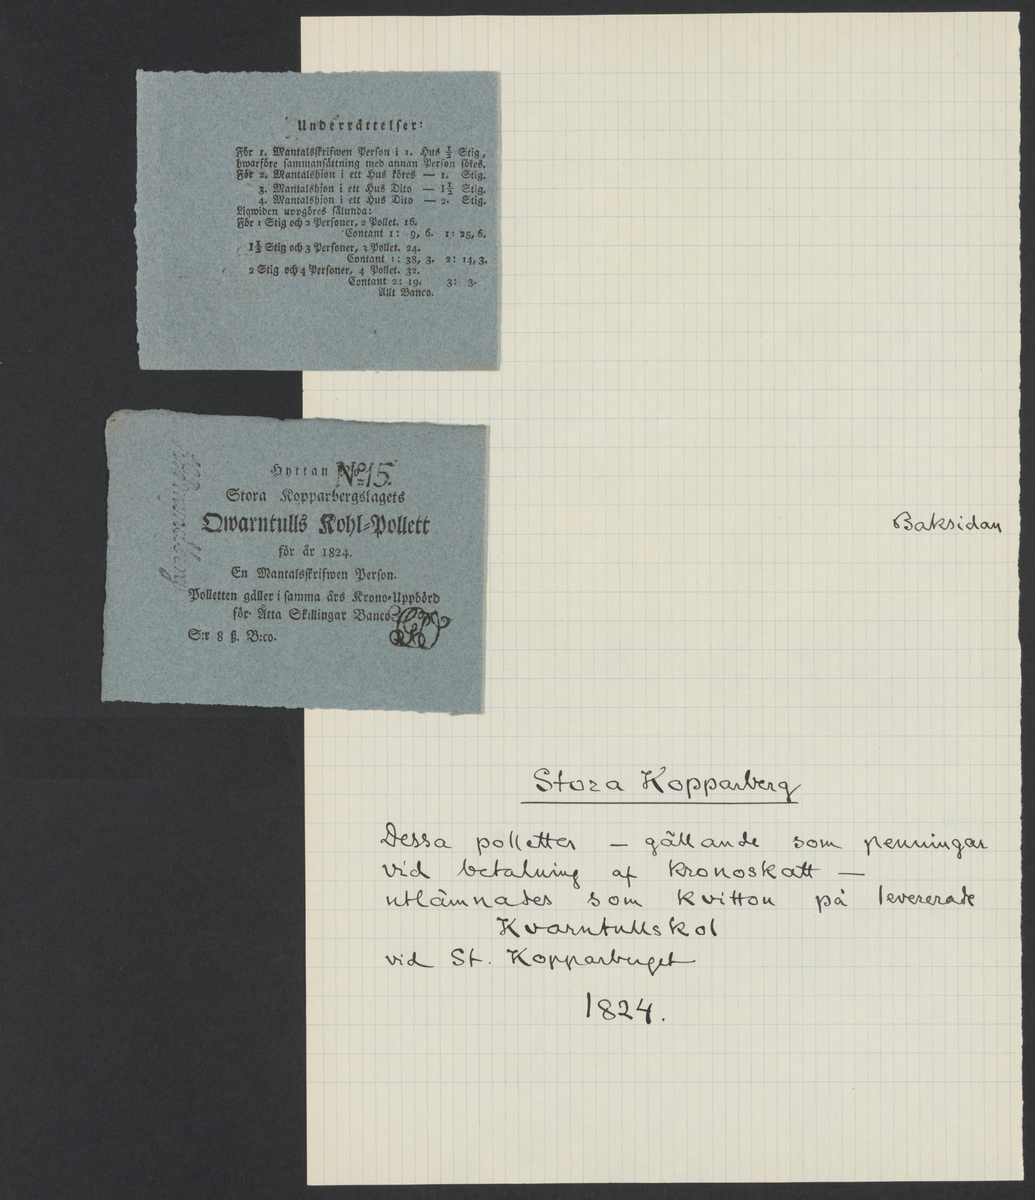 Underrättelser:
För 1. Mantalsskrifwen Person i 1. Hus ½ Stig,
hwarföre sammansättning med annan Person sökes.
För 2. Mantalshjon i ett Hus köres — 1. Stig.
3. Mantalshjon i ett Hus Dito — 1½ Stig.
4. Mantalshjon i ett Hus Dito — 2. Stig.
Liqwiden uppgöres sålunda:
För 1 Stig och 2 Personer, 2 Pollet. 16.
Contant 1: 9, 6. 1: 25, 6.
1½ Stig och 3 Personer, 3 Pollet. 24.
Contant 1: 38, 3. 2: 14, 3.
2 Stig och 4 Personer, 4 Pollet. 32.
Contant 2: 19. 3: 3.
Allt Banco.
Hyttan No 15.
Stora Kopparbergslagets
Qwarntulls Kohl-Pollett
för år 1824.
En Mantalsskrifwen Person.
Polletten gäller i samma års Krono-Uppbörd
för Åtta Skillingar Banco.
S:r 8 ß. B:co.
Baksidan
Stora Kopparberg
Dessa polletter — gällande som penningar
vid betalning af kronoskatt —
utlämnades som kvitton på levererade
Kvarntullskol
vid St. Kopparberget
1824.